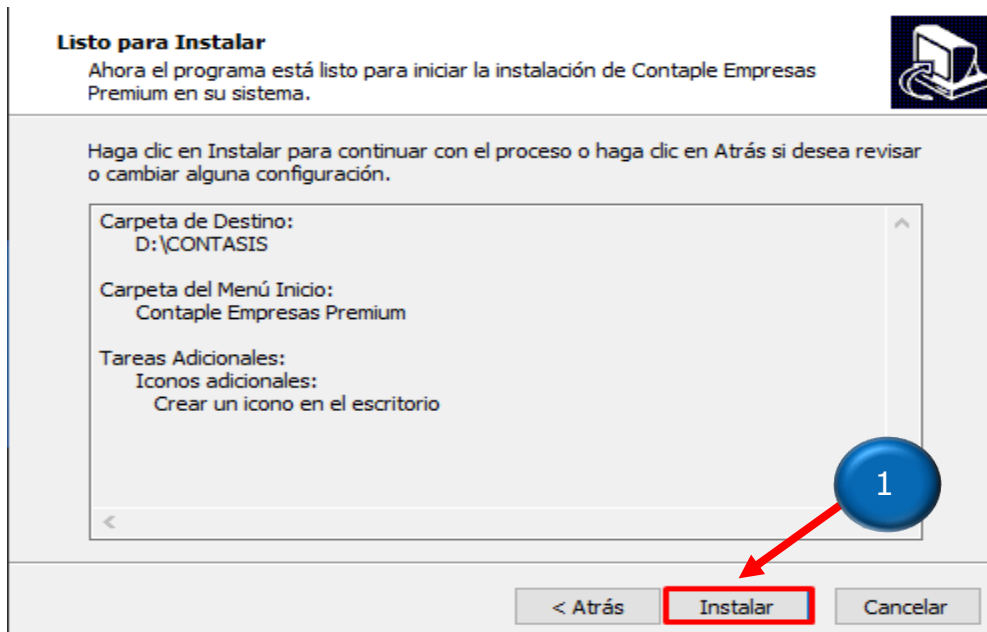 Listo para Instalar
Ahora el programa está listo para iniciar la instalación de Contaple Empresas
Premium en su sistema.
Haga clic en Instalar para continuar con el proceso o haga clic en Atrás si desea revisar
o cambiar alguna configuración.
Carpeta de Destino:
D:\CONTASIS
Carpeta del Menú Inicio:
Contaple Empresas Premium
Tareas Adicionales:
Iconos adicionales:
Crear un icono en el escritorio
1
< Atrás
Instalar
Cancelar